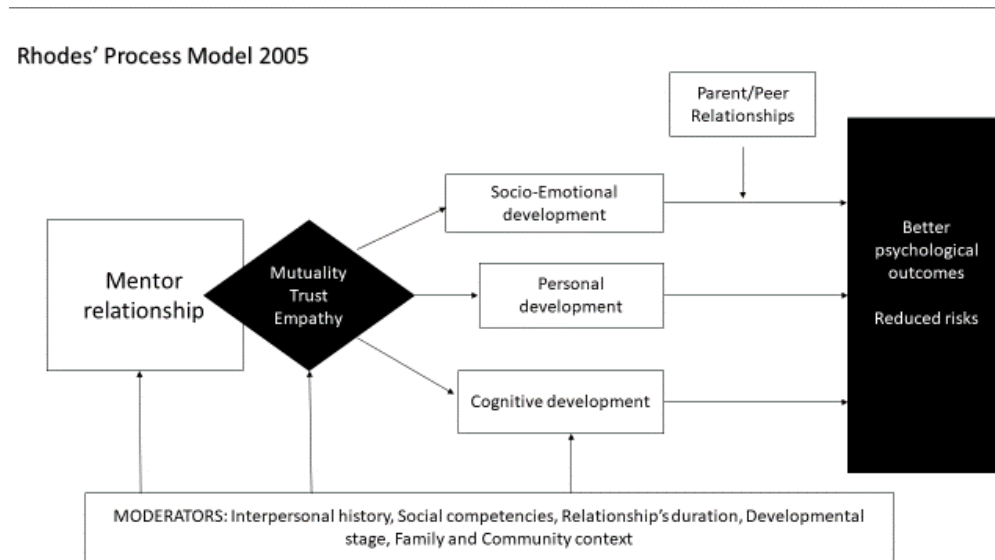 Rhodes' Process Model 2005
Parent/Peer
Relationships
Socio-Emotional
development
Mentor
relationship
Mutuality
Trust
Empathy
Personal
development
Cognitive development
Better
psychological
outcomes
Reduced risks
MODERATORS: Interpersonal history, Social competencies, Relationship's duration, Developmental
stage, Family and Community context